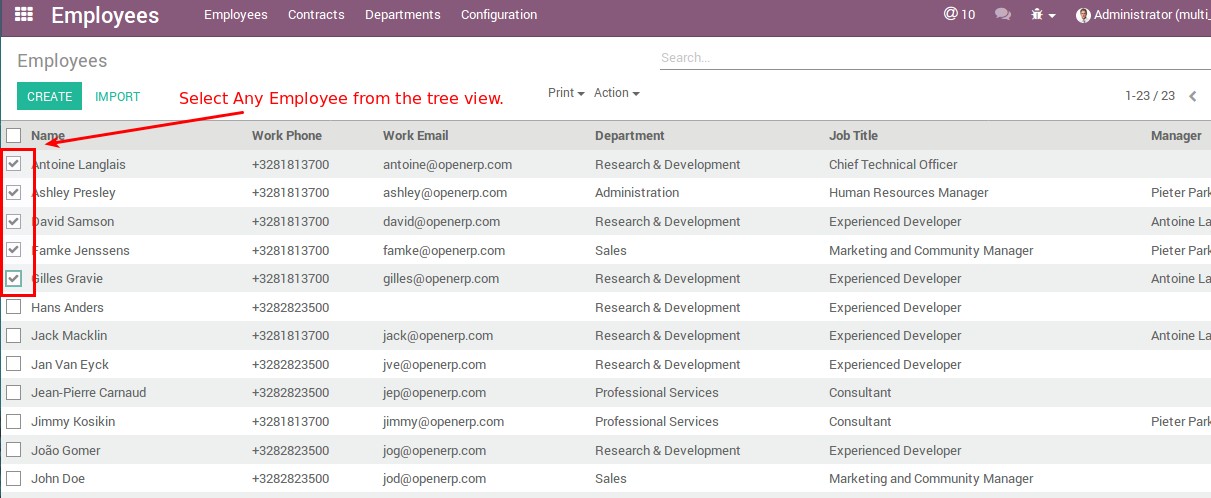 Employees Employees Contracts Departments Configuration @ 10 Administrator (multi_
Employees Search...
CREATE IMPORT Select Any Employee from the tree view. Print Action 1-23 / 23
Name Work Phone Work Email Department Job Title Manager
Antoine Langlais +3281813700 antoine@openerp.com Research & Development Chief Technical Officer
Ashley Presley +3281813700 ashley@openerp.com Administration Human Resources Manager Pieter Park
David Samson +3281813700 david@openerp.com Research & Development Experienced Developer Antoine La
Famke Jenssens +3281813700 famke@openerp.com Sales Marketing and Community Manager Pieter Park
Gilles Gravie +3281813700 gilles@openerp.com Research & Development Experienced Developer Antoine La
Hans Anders +3282823500 Research & Development Experienced Developer
Jack Macklin +3281813700 jack@openerp.com Research & Development Experienced Developer Antoine La
Jan Van Eyck +3282823500 jve@openerp.com Research & Development Experienced Developer
Jean-Pierre Carnaud +3282823500 jep@openerp.com Professional Services Consultant
Jimmy Kosikin +3281813700 jimmy@openerp.com Professional Services Consultant Pieter Park
João Gomer +3282823500 jog@openerp.com Research & Development Experienced Developer
John Doe +3282823500 jod@openerp.com Sales Marketing and Community Manager